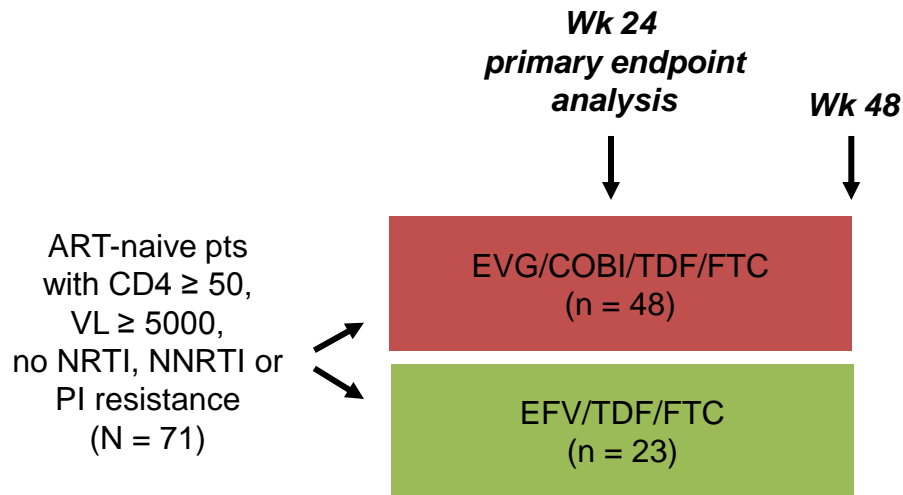 Wk 24
primary endpoint
analysis
Wk 48
ART-naive pts
with CD4 ≥ 50,
VL ≥ 5000,
no NRTI, NNRTI or
PI resistance
(N = 71)
EVG/COBI/TDF/FTC
(n = 48)
EFV/TDF/FTC
(n = 23)